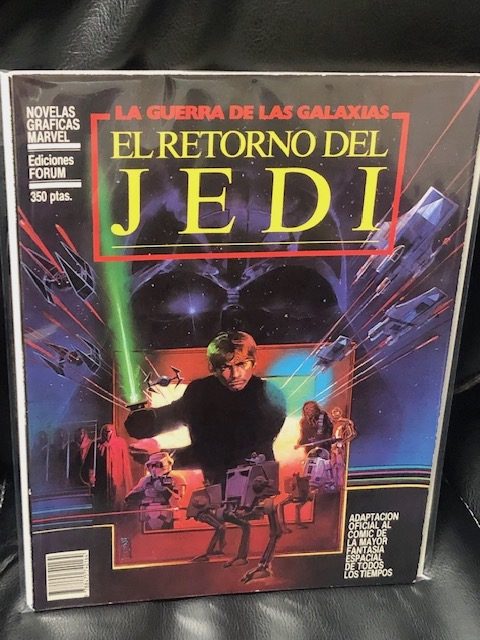 NOVELAS
GRAFICAS
MARVEL
Ediciones
FORUM
350 ptas.
LA GUERRA DE LAS GALAXIAS
EL RETORNO DEL
JEDI
ADAPTACION
OFICIAL AL
COMIC DE
LA MAYOR
FANTASIA
ESPACIAL
DE TODOS
LOS TIEMPOS